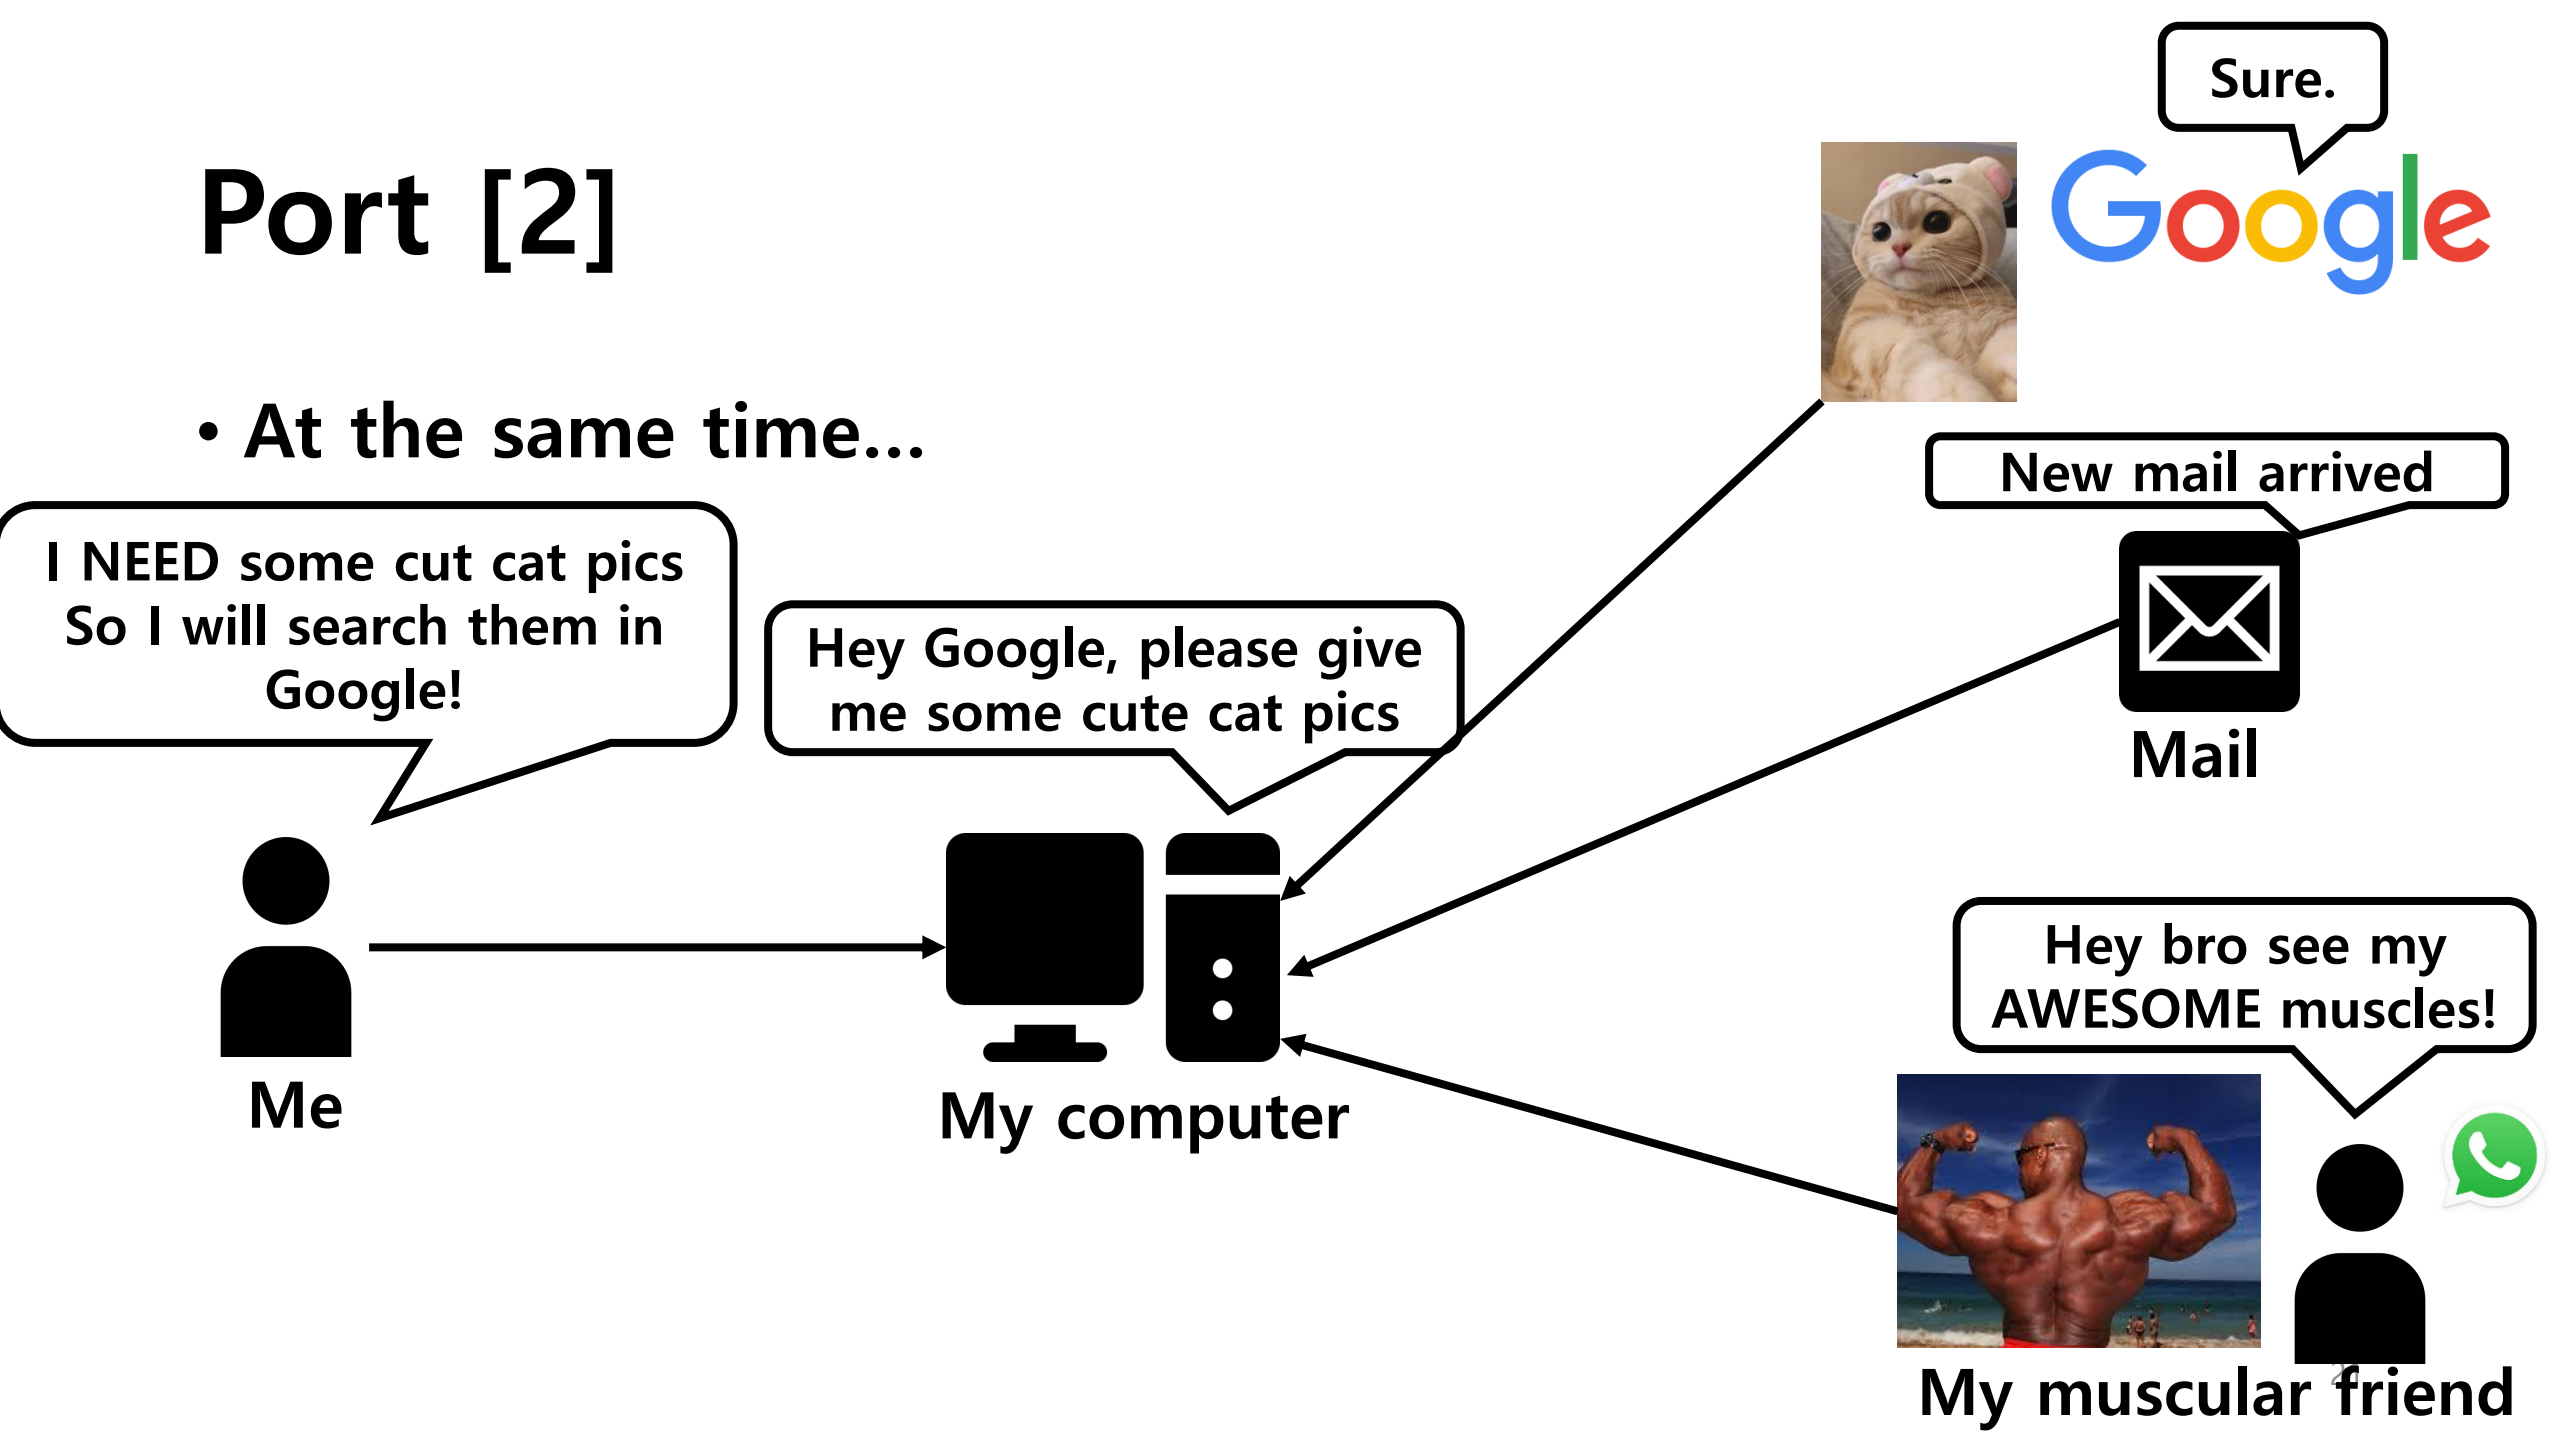 Sure.
Google
Port [2]
• At the same time...
New mail arrived
I NEED some cut cat pics
So I will search them in
Google!
Hey Google, please give
me some cute cat pics
Mail
Hey bro see my
AWESOME muscles!
Me
My computer
My muscular friend